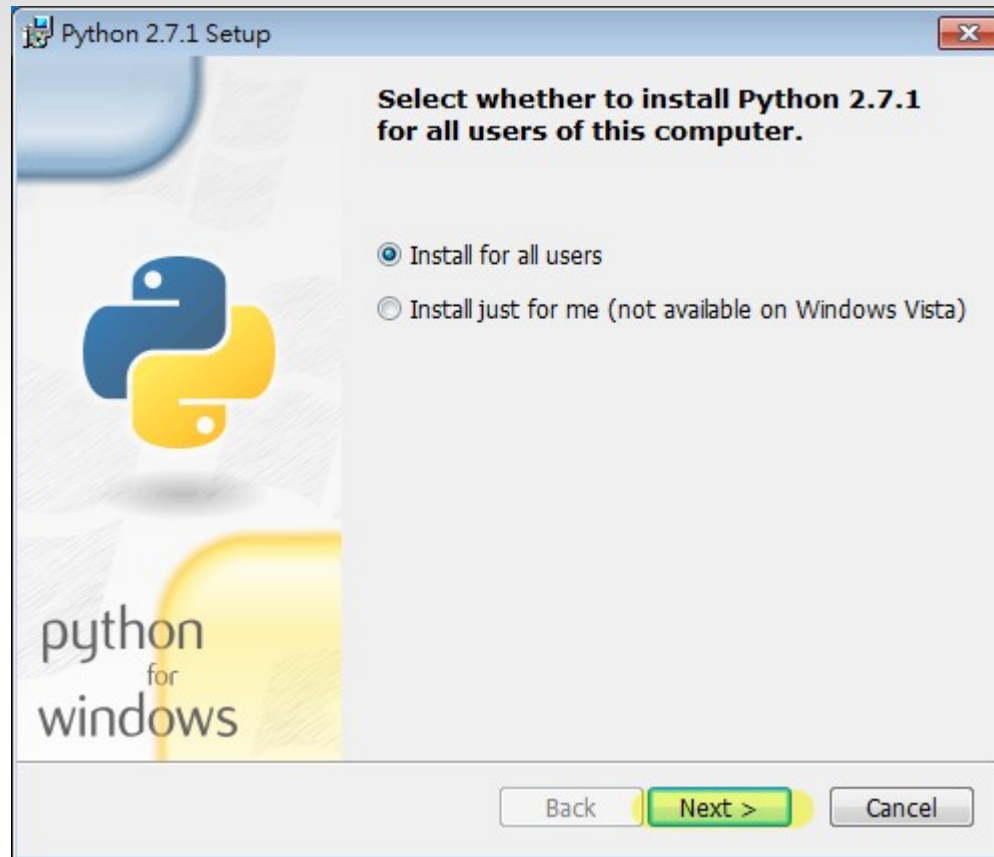 Python 2.7.1 Setup
Select whether to install Python 2.7.1
for all users of this computer.
Install for all users
Install just for me (not available on Windows Vista)
python
for
windows
Back
Next >
Cancel